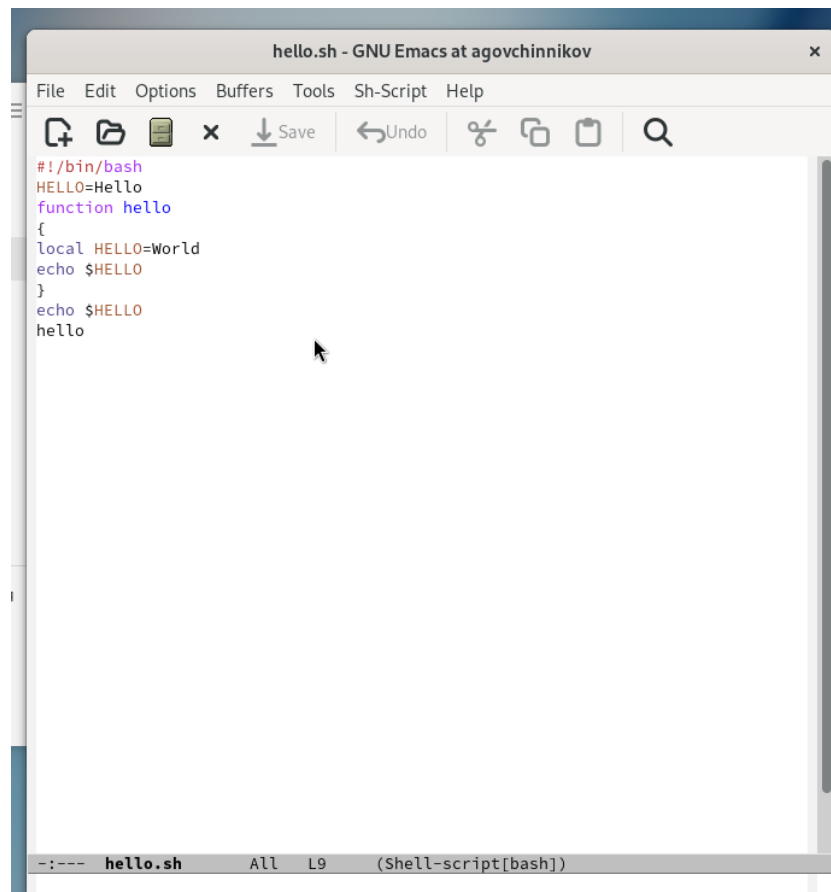 hello.sh - GNU Emacs at agovchinnikov
File Edit Options Buffers Tools Sh-Script Help
Save Undo
#!/bin/bash
HELLO=Hello
function hello
{
local HELLO=World
echo $HELLO
}
echo $HELLO
hello
-:--- hello.sh All L9 (Shell-script[bash])